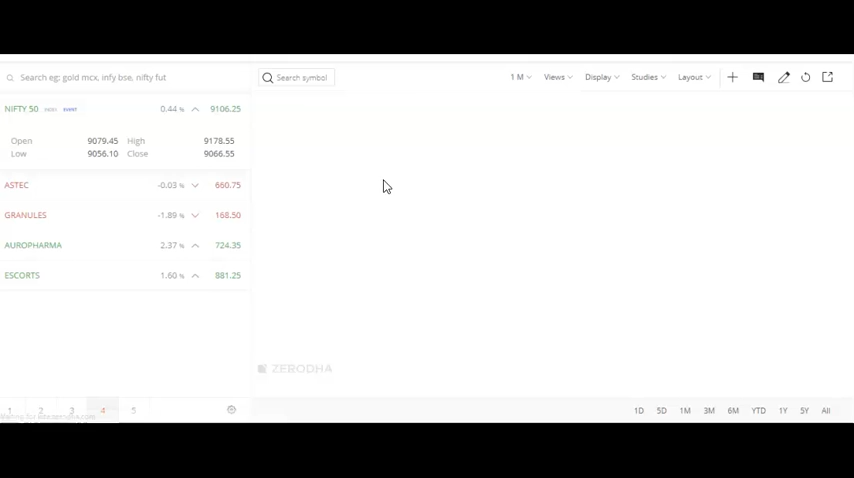 Search eg: gold mcx, infy bse, nifty fut
Search symbol
1 M Views Display Studies Layout
NIFTY 50 INDEX EVENT 0.44 % 9106.25
Open 9079.45 High 9178.55
Low 9056.10 Close 9066.55
ASTEC -0.03 % 660.75
GRANULES -1.89 % 168.50
AUROPHARMA 2.37 % 724.35
ESCORTS 1.60 % 881.25
ZERODHA
1 2 3 4 5
1D 5D 1M 3M 6M YTD 1Y 5Y All